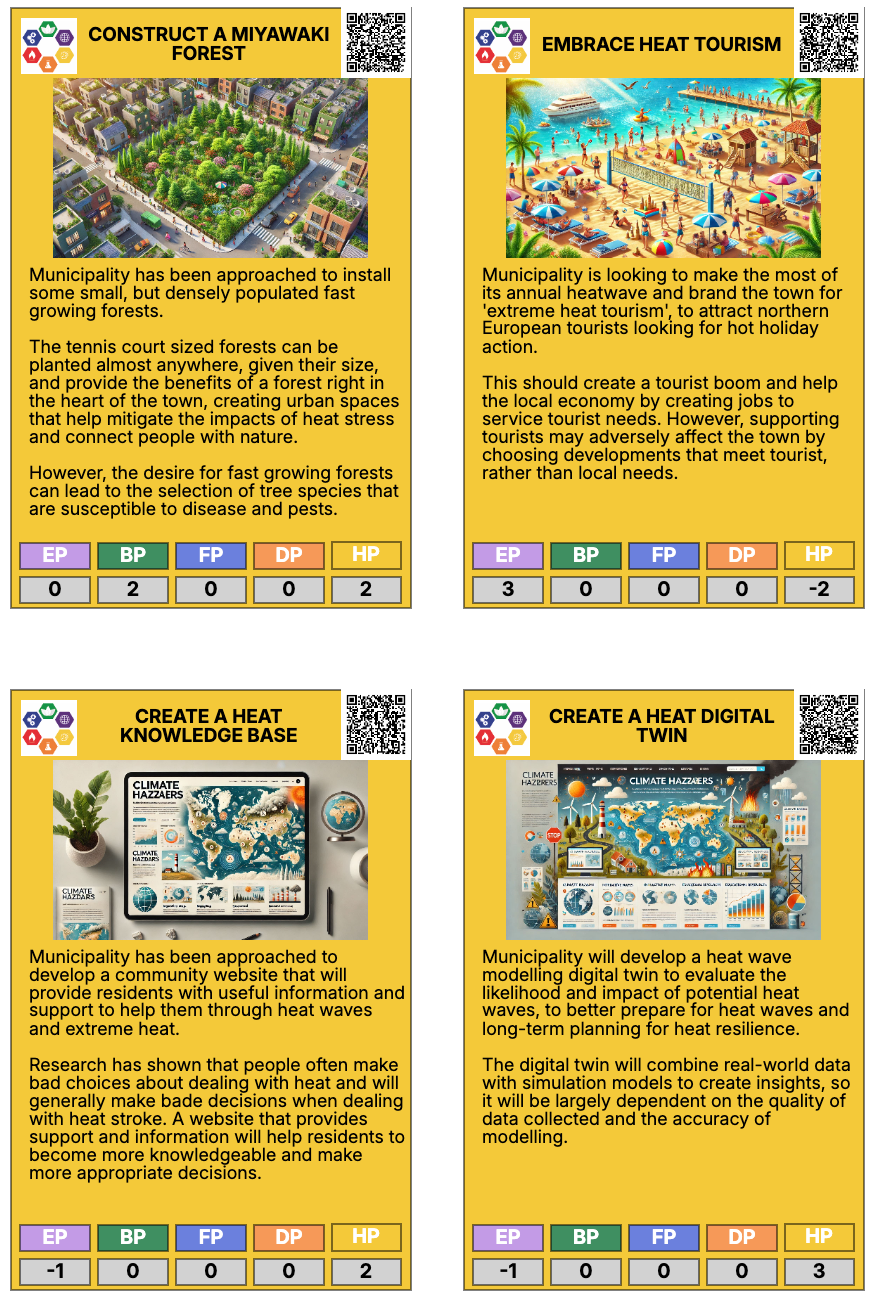 CONSTRUCT A MIYAWAKI
FOREST
Municipality has been approached to install
some small, but densely populated fast
growing forests.
The tennis court sized forests can be
planted almost anywhere, given their size,
and provide the benefits of a forest right in
the heart of the town, creating urban spaces
that help mitigate the impacts of heat stress
and connect people with nature.
However, the desire for fast growing forests
can lead to the selection of tree species that
are susceptible to disease and pests.
EP BP FP DP HP
0 2 0 0 2
EMBRACE HEAT TOURISM
Municipality is looking to make the most of
its annual heatwave and brand the town for
'extreme heat tourism', to attract northern
European tourists looking for hot holiday
action.
This should create a tourist boom and help
the local economy by creating jobs to
service tourist needs. However, supporting
tourists may adversely affect the town by
choosing developments that meet tourist,
rather than local needs.
EP BP FP DP HP
3 0 0 0 -2
CREATE A HEAT
KNOWLEDGE BASE
CLIMATE
HAZZAERS
CLIMATE
HAZDARS
CLIMATE
HAZDARS
Municipality has been approached to
develop a community website that will
provide residents with useful information and
support to help them through heat waves
and extreme heat.
Research has shown that people often make
bad choices about dealing with heat and will
generally make bade decisions when dealing
with heat stroke. A website that provides
support and information will help residents to
become more knowledgeable and make
more appropriate decisions.
EP BP FP DP HP
-1 0 0 0 2
CREATE A HEAT DIGITAL
TWIN
CLIMATE HAZZAERS
STOP
Municipality will develop a heat wave
modelling digital twin to evaluate the
likelihood and impact of potential heat
waves, to better prepare for heat waves and
long-term planning for heat resilience.
The digital twin will combine real-world data
with simulation models to create insights, so
it will be largely dependent on the quality of
data collected and the accuracy of
modelling.
EP BP FP DP HP
-1 0 0 0 3